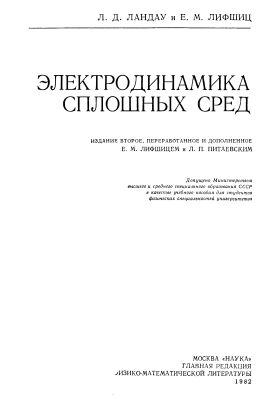 Л. Д. ЛАНДАУ и Е. М. ЛИФШИЦ
ЭЛЕКТРОДИНАМИКА
СПЛОШНЫХ СРЕД
ИЗДАНИЕ ВТОРОЕ, ПЕРЕРАБОТАННОЕ И ДОПОЛНЕННОЕ
Е. М. ЛИФШИЦЕМ и Л. П. ПИТАЕВСКИМ
Допущено Министерством
высшего и среднего специального образования СССР
в качестве учебного пособия для студентов
физических специальностей университетов
МОСКВА «НАУКА»
ГЛАВНАЯ РЕДАКЦИЯ
ИЗИКО-МАТЕМАТИЧЕСКОЙ ЛИТЕРАТУРЫ
1982